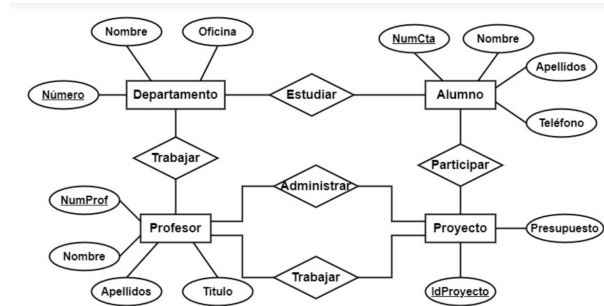 Nombre
Oficina
NumCta
Nombre
Número
Departamento
Estudiar
Alumno
Apellidos
Teléfono
Trabajar
Participar
NumProf
Administrar
Profesor
Proyecto
Presupuesto
Nombre
Apellidos
Titulo
Trabajar
IdProyecto